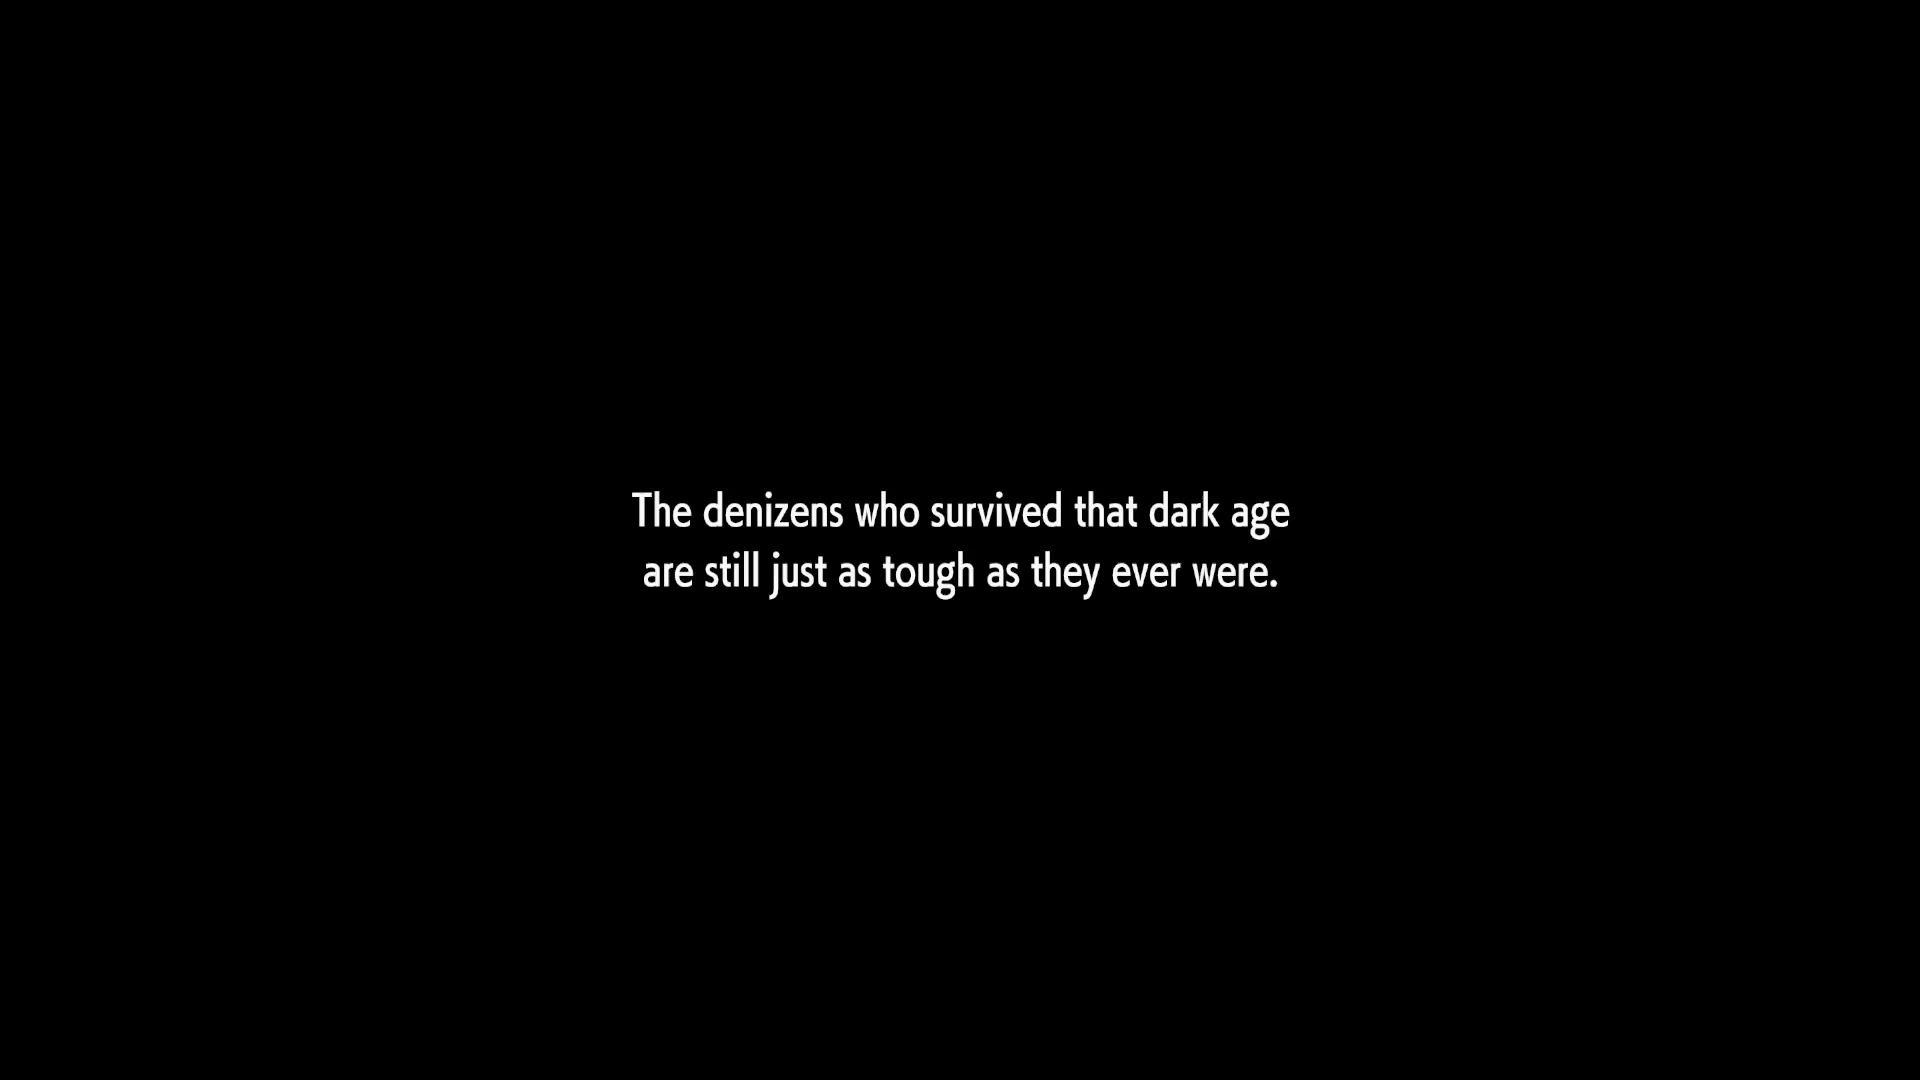 The denizens who survived that dark age
are still just as tough as they ever were.